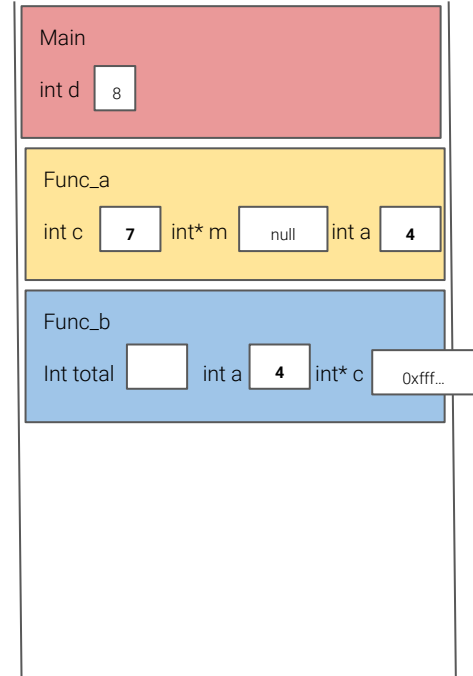 Main
int d 8
Func_a
int c 7 int* m null int a 4
Func_b
Int total int a 4 int* c 0xfff...